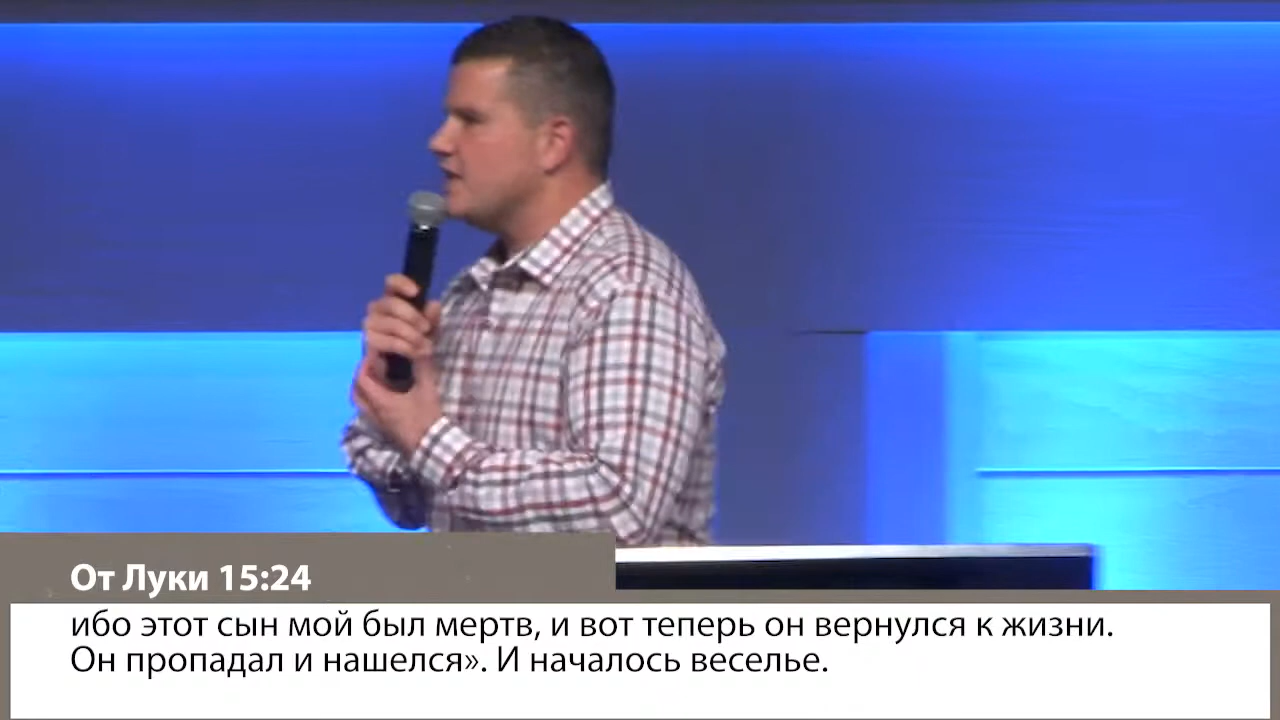 От Луки 15:24
ибо этот сын мой был мертв, и вот теперь он вернулся к жизни.
Он пропадал и нашелся». И началось веселье.